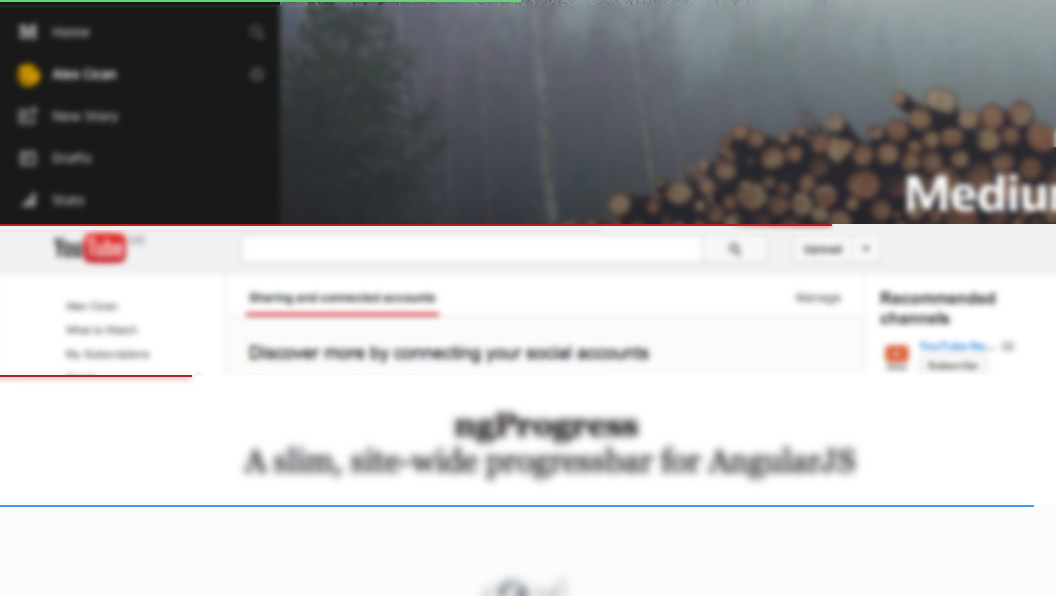 Home
Alex Cican
New Story
Drafts
Stats
Medium
YouTube
Upload
Sharing and connected accounts
Manage
Recommended
channels
Alex Cican
What to Watch
My Subscriptions
Discover more by connecting your social accounts
YouTube Na...
Subscribe
ngProgress
A slim, site-wide progressbar for AngularJS